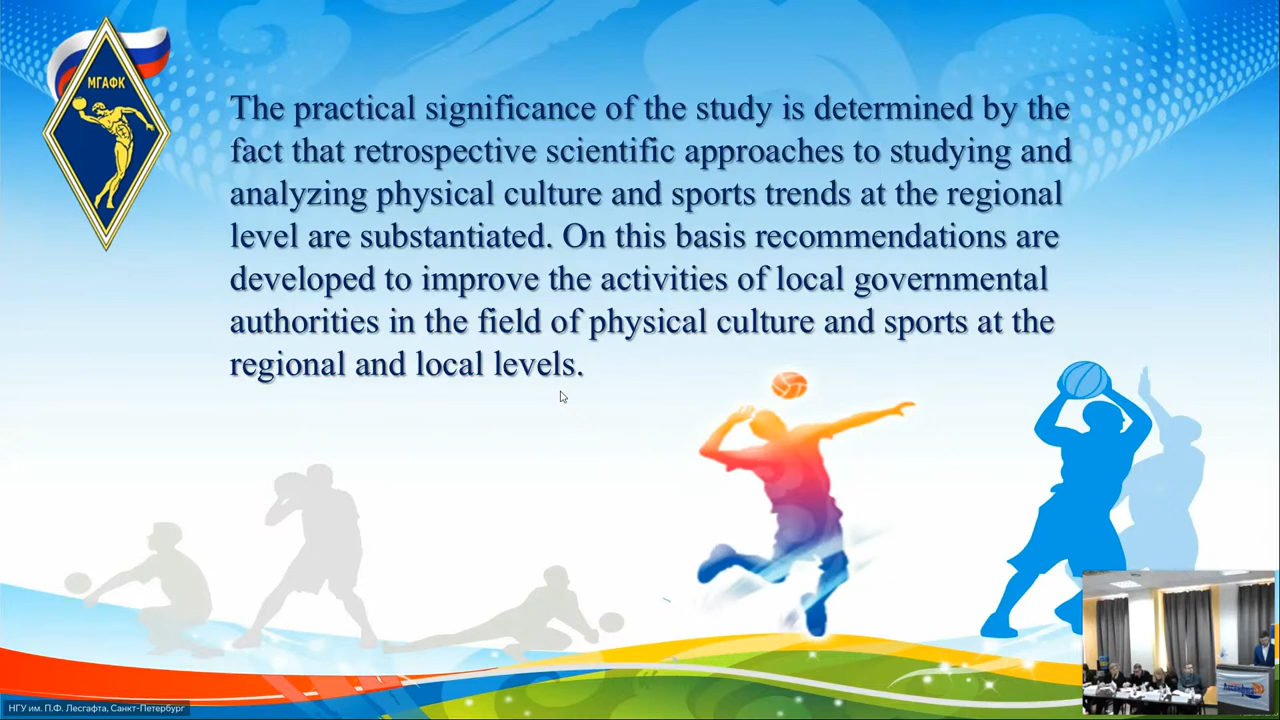 МГАФК
The practical significance of the study is determined by the
fact that retrospective scientific approaches to studying and
analyzing physical culture and sports trends at the regional
level are substantiated. On this basis recommendations are
developed to improve the activities of local governmental
authorities in the field of physical culture and sports at the
regional and local levels.
НГУ им. П.Ф. Лесгафта, Санкт-Петербург